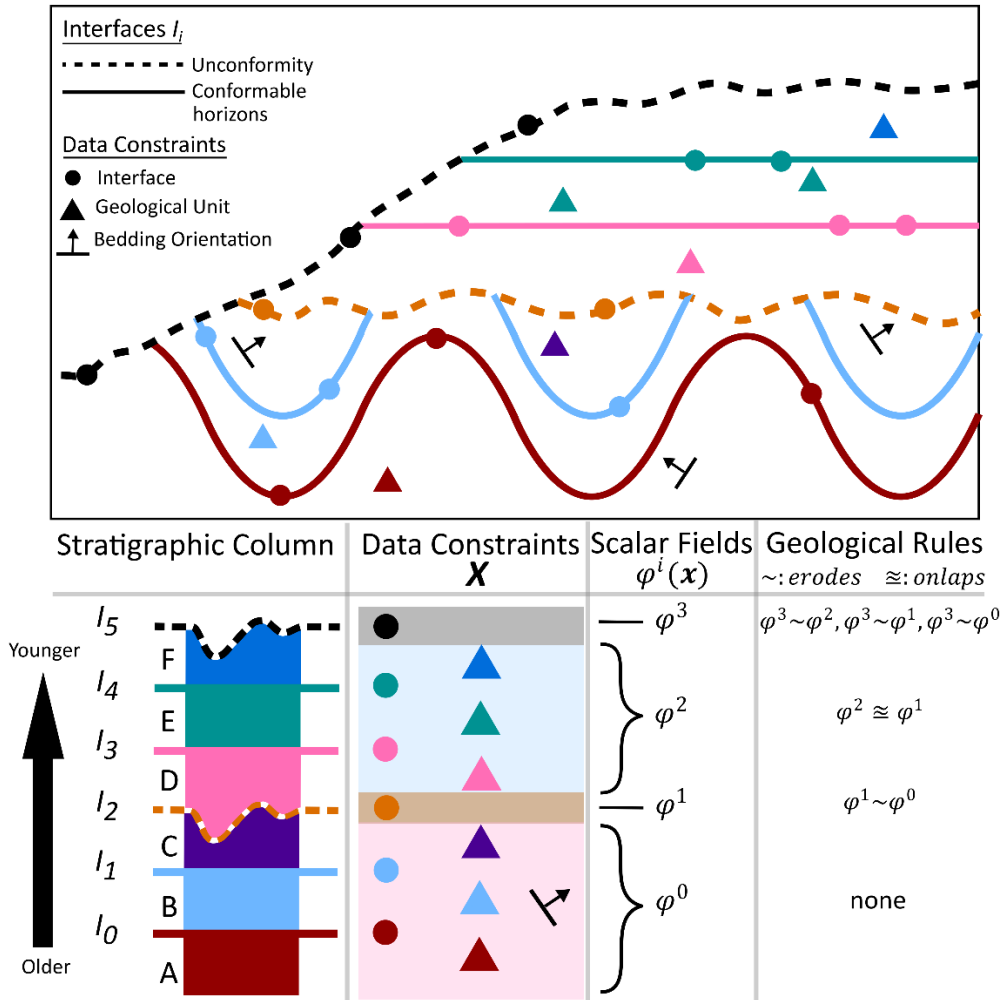 Interfaces I_i
Unconformity
Conformable
horizons
Data Constraints
Interface
Geological Unit
Bedding Orientation
Stratigraphic Column
Data Constraints
X
Scalar Fields
φ^i(x)
Geological Rules
~: erodes ≊: onlaps
Younger
Older
I_5
F
I_4
E
I_3
D
I_2
C
I_1
B
I_0
A
φ^3
φ^2
φ^1
φ^0
φ^3~φ^2, φ^3~φ^1, φ^3~φ^0
φ^2 ≊ φ^1
φ^1~φ^0
none